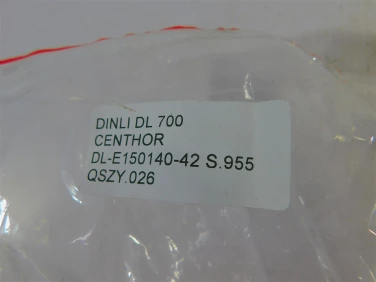 DINLI DL 700
CENTHOR
DL-E150140-42 S.955
QSZY.026